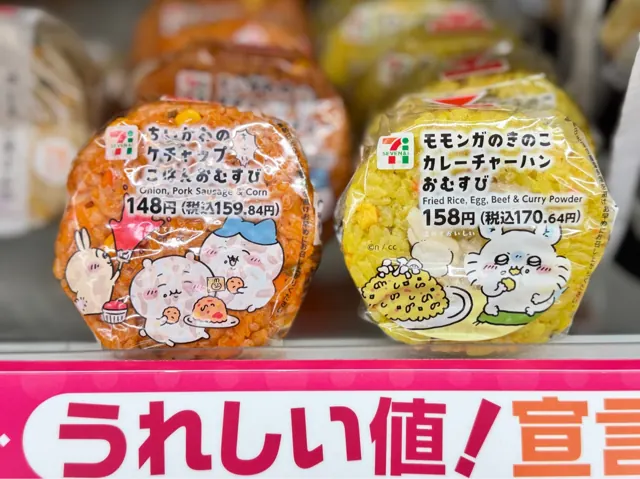 7
SEVEN&i
ちいかわの
ケチャップ
ごはんおむすび
Onion, Pork Sausage & Corn
148円(税込159.84円)
7
SEVEN&i
モモンガのきのこ
カレーチャーハン
おむすび
Fried Rice, Egg, Beef & Curry Powder
158円(税込170.64円)
うれしい値!宣言